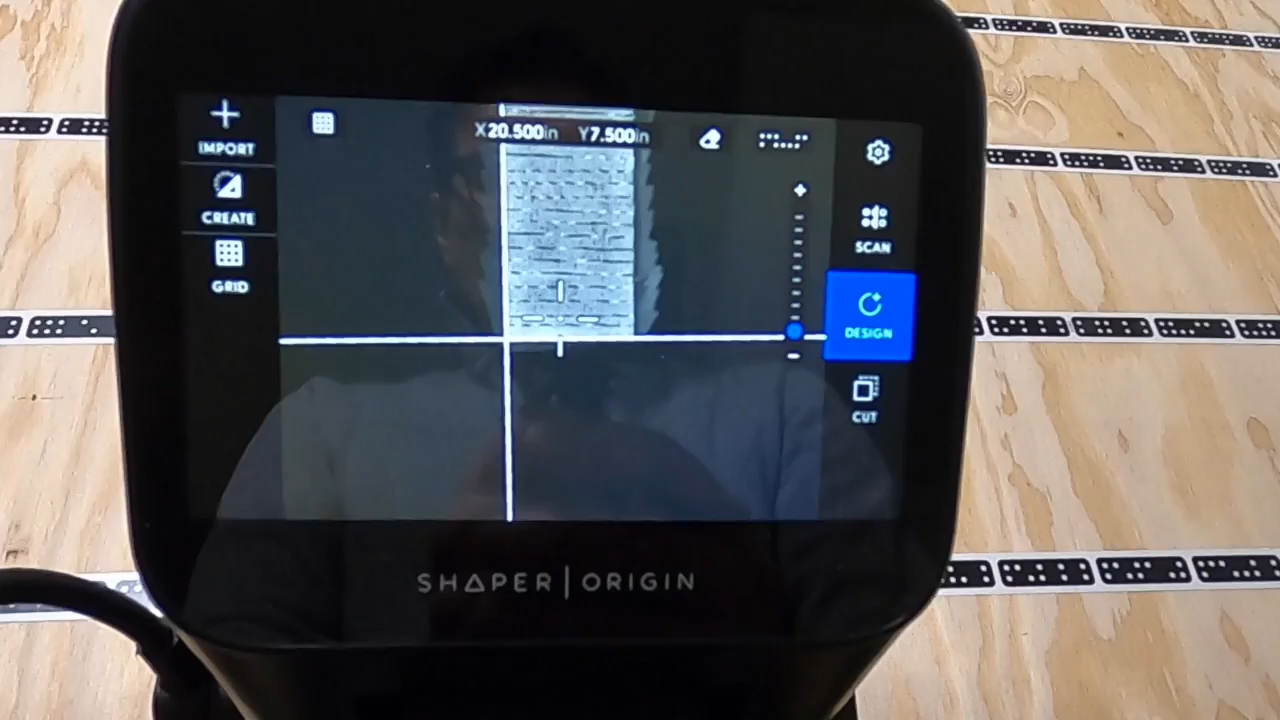 IMPORT
CREATE
GRID
X20.500in Y7.500in
SCAN
DESIGN
CUT
SHAPER|ORIGIN